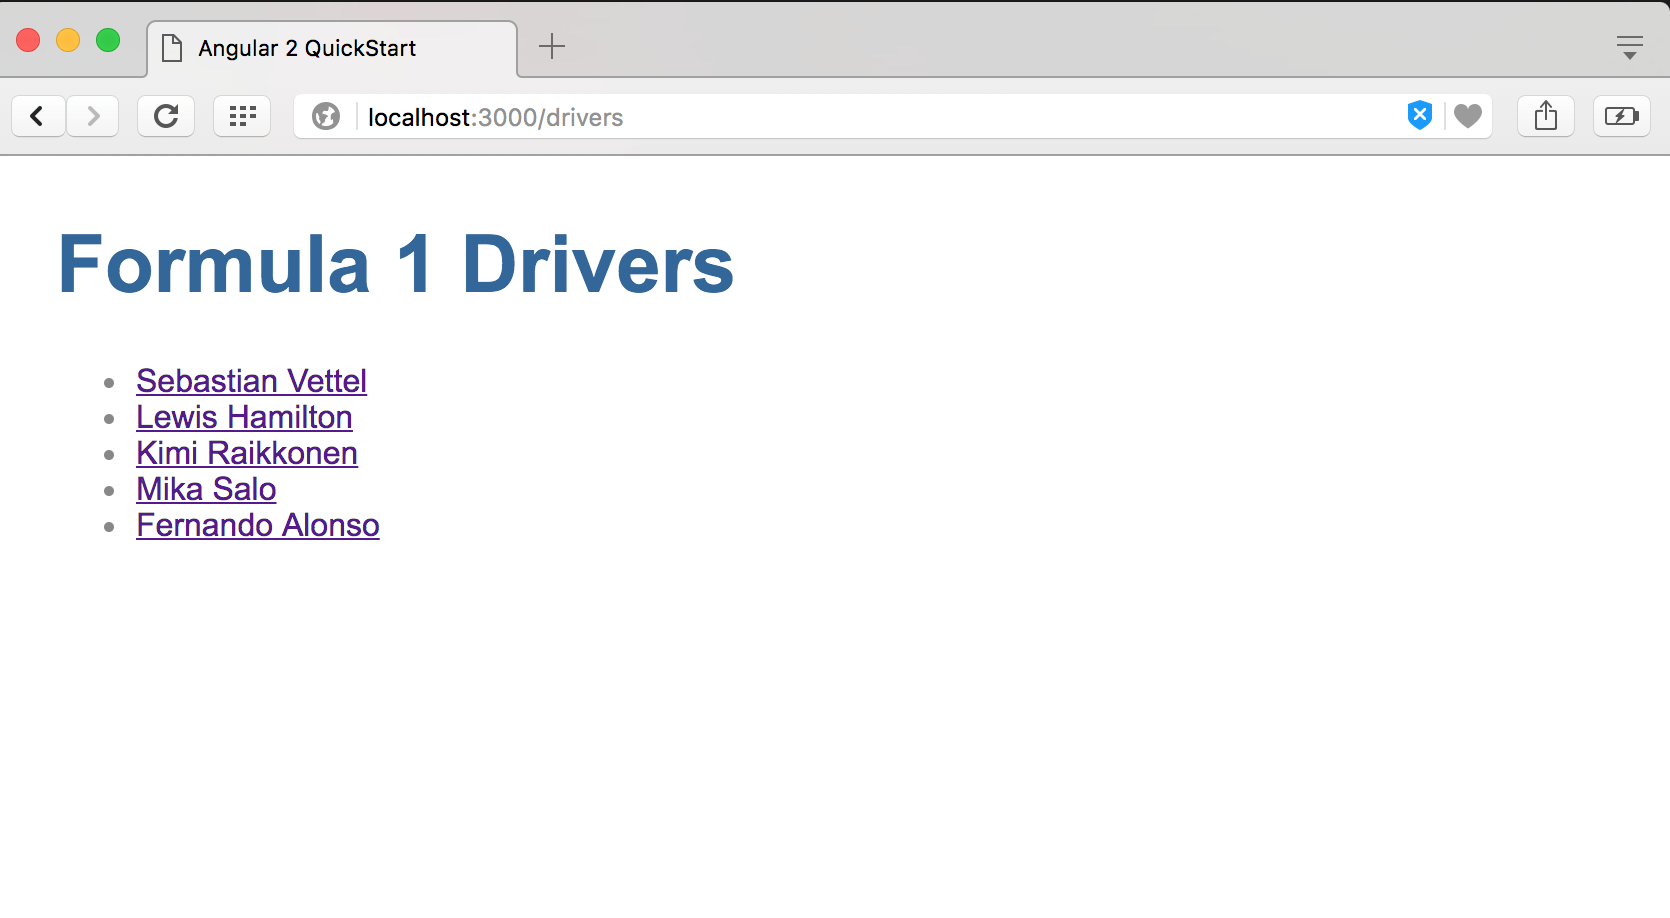 Angular 2 QuickStart
localhost:3000/drivers
Formula 1 Drivers
Sebastian Vettel
Lewis Hamilton
Kimi Raikkonen
Mika Salo
Fernando Alonso